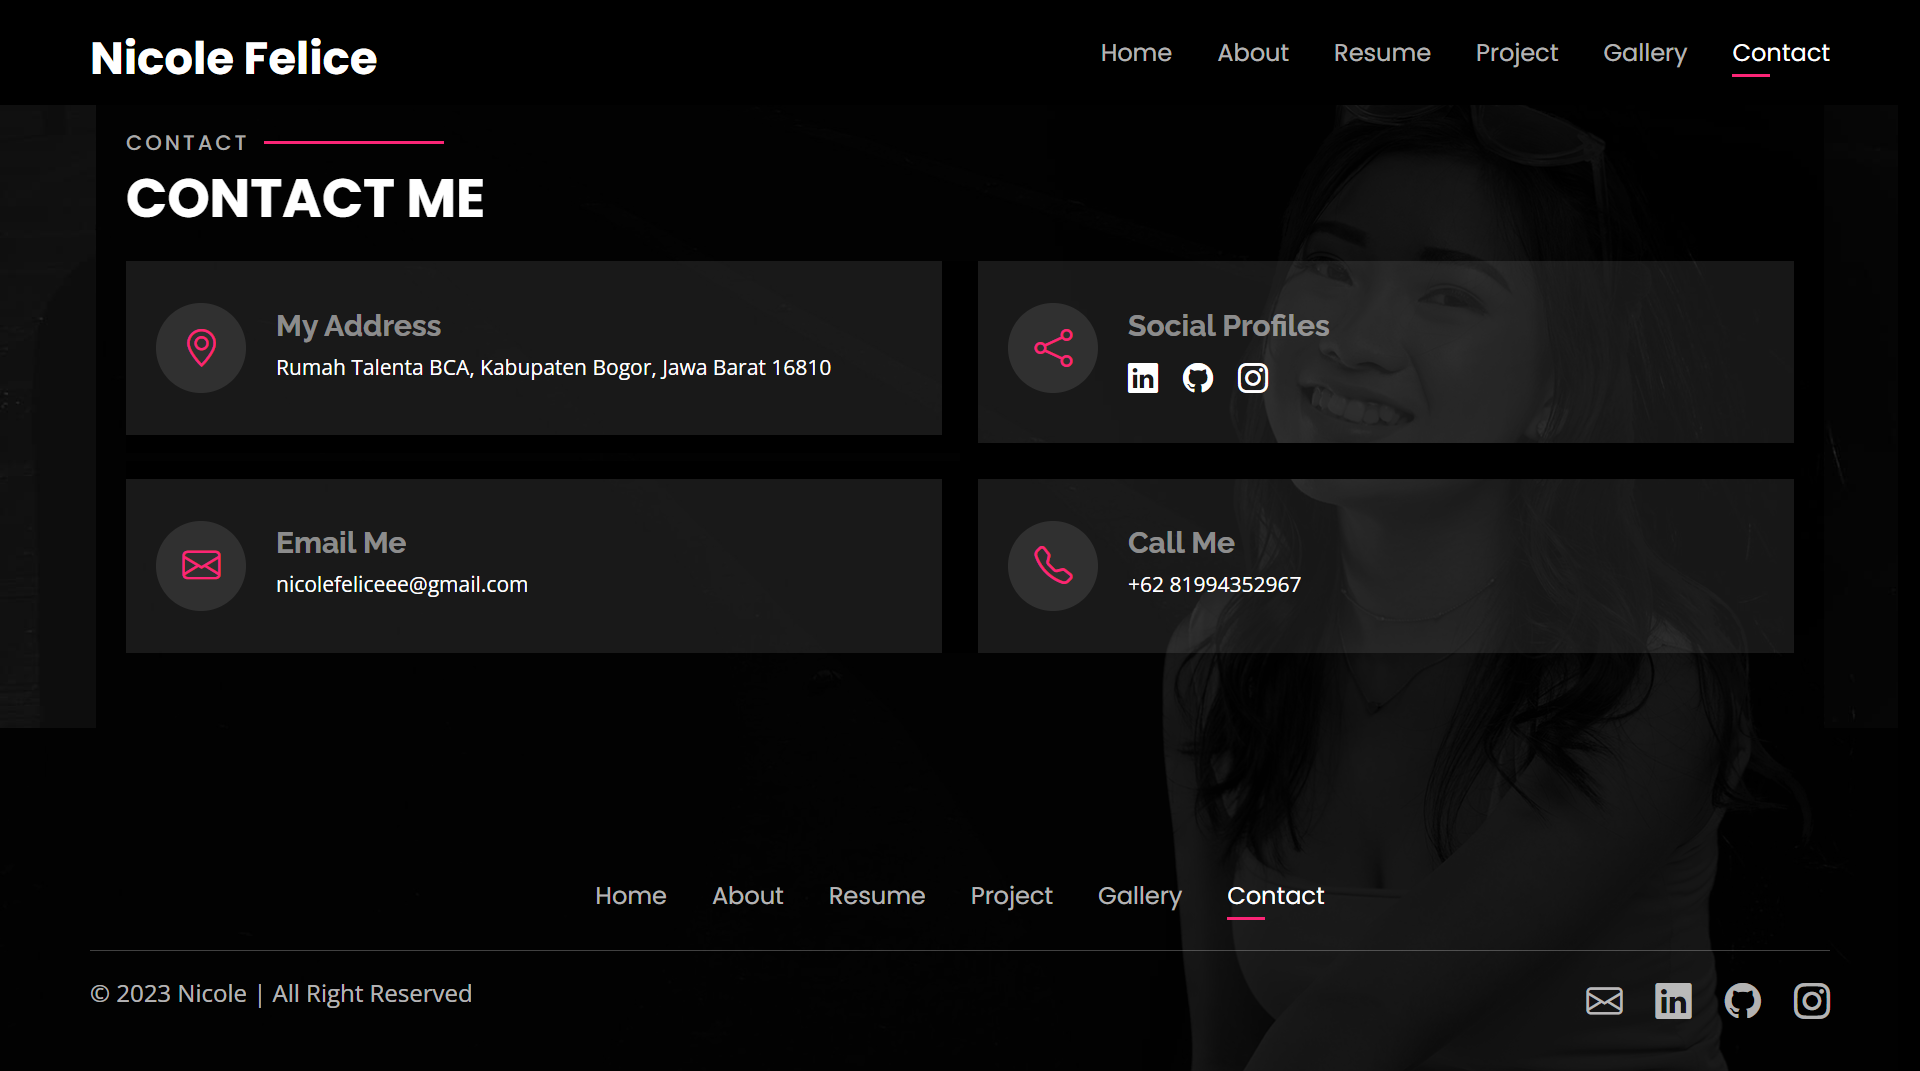 Nicole Felice
Home About Resume Project Gallery Contact
CONTACT
CONTACT ME
My Address
Rumah Talenta BCA, Kabupaten Bogor, Jawa Barat 16810
Social Profiles
Email Me
nicolefeliceee@gmail.com
Call Me
+62 81994352967
Home About Resume Project Gallery Contact
© 2023 Nicole | All Right Reserved